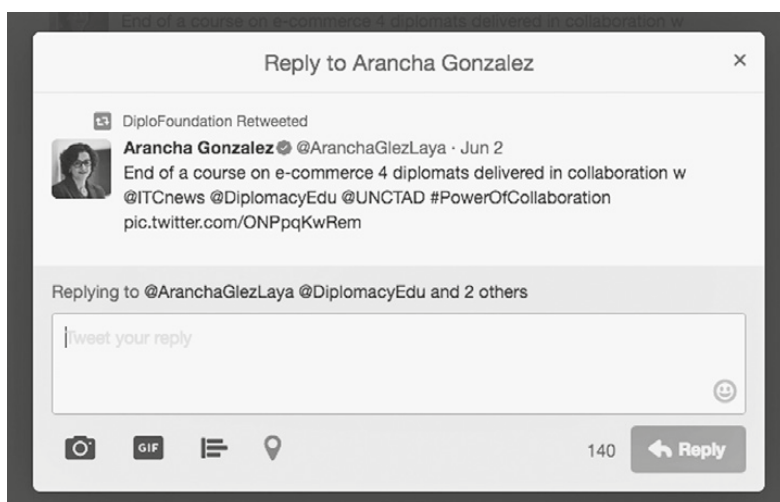 End of a course on e-commerce 4 diplomats delivered in collaboration w
Reply to Arancha Gonzalez
DiploFoundation Retweeted
Arancha Gonzalez @AranchaGlezLaya · Jun 2
End of a course on e-commerce 4 diplomats delivered in collaboration w
@ITCnews @DiplomacyEdu @UNCTAD #PowerOfCollaboration
pic.twitter.com/ONPpqKwRem
Replying to @AranchaGlezLaya @DiplomacyEdu and 2 others
Tweet your reply
GIF
140 Reply